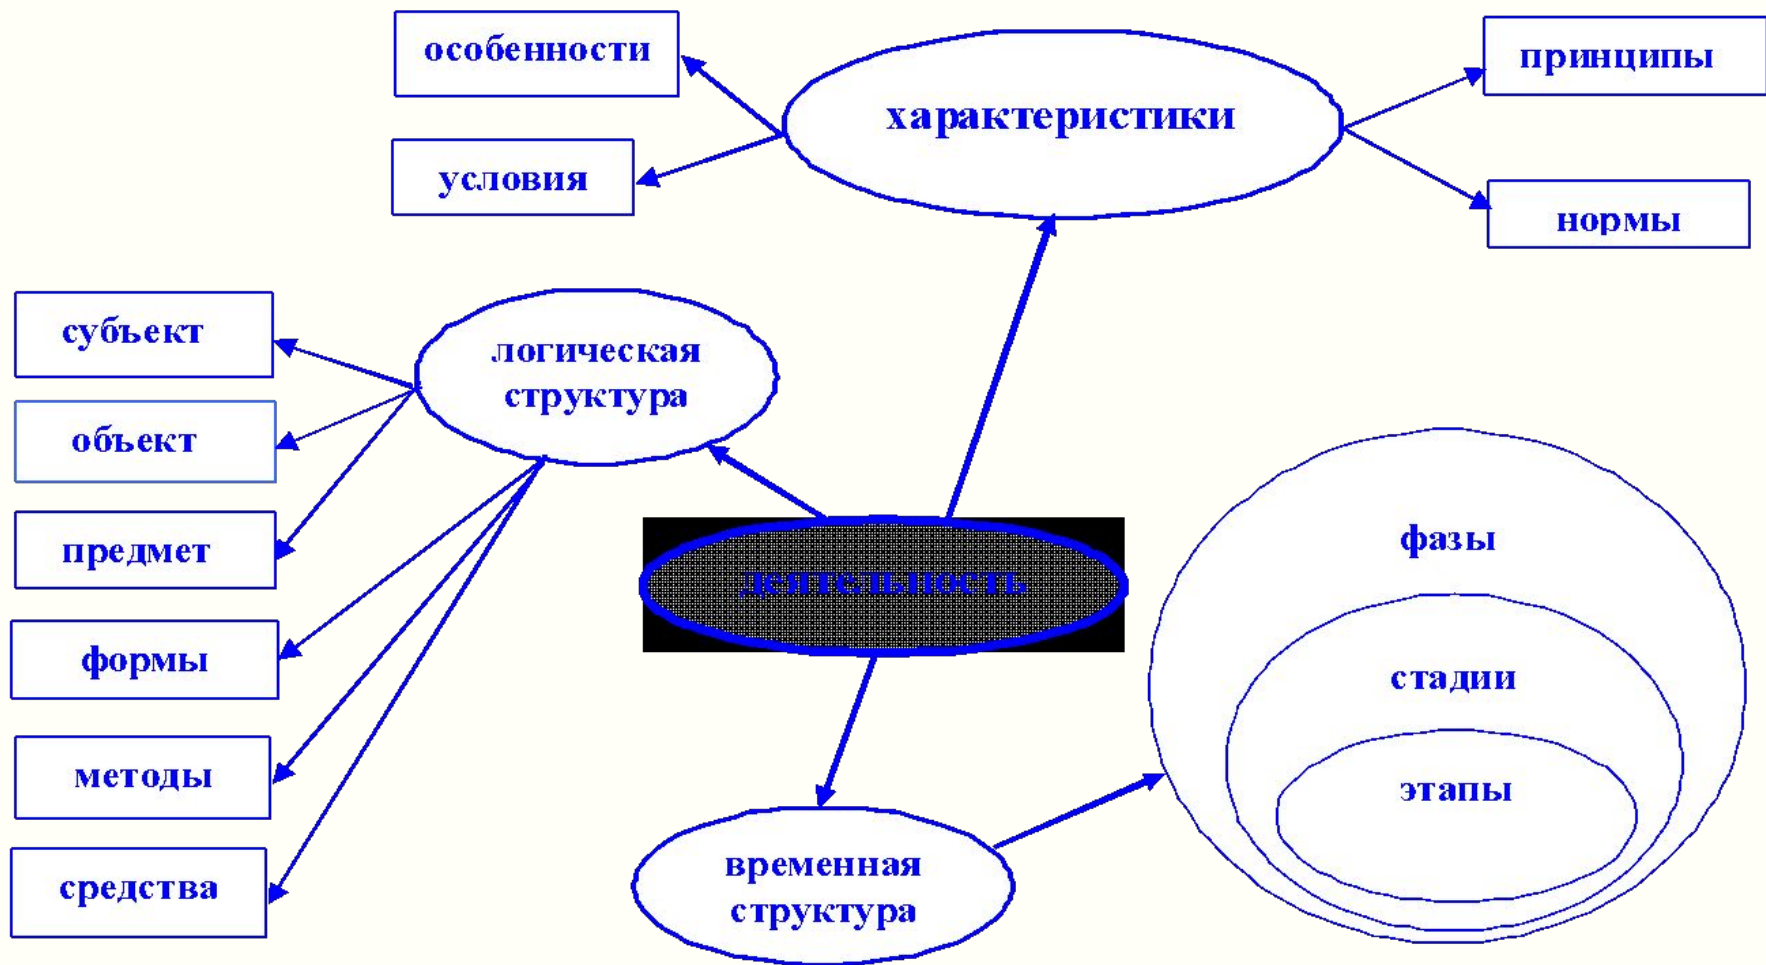 особенности
характеристики
принципы
условия
нормы
субъект
логическая
структура
объект
предмет
формы
методы
средства
деятельность
временная
структура
фазы
стадии
этапы